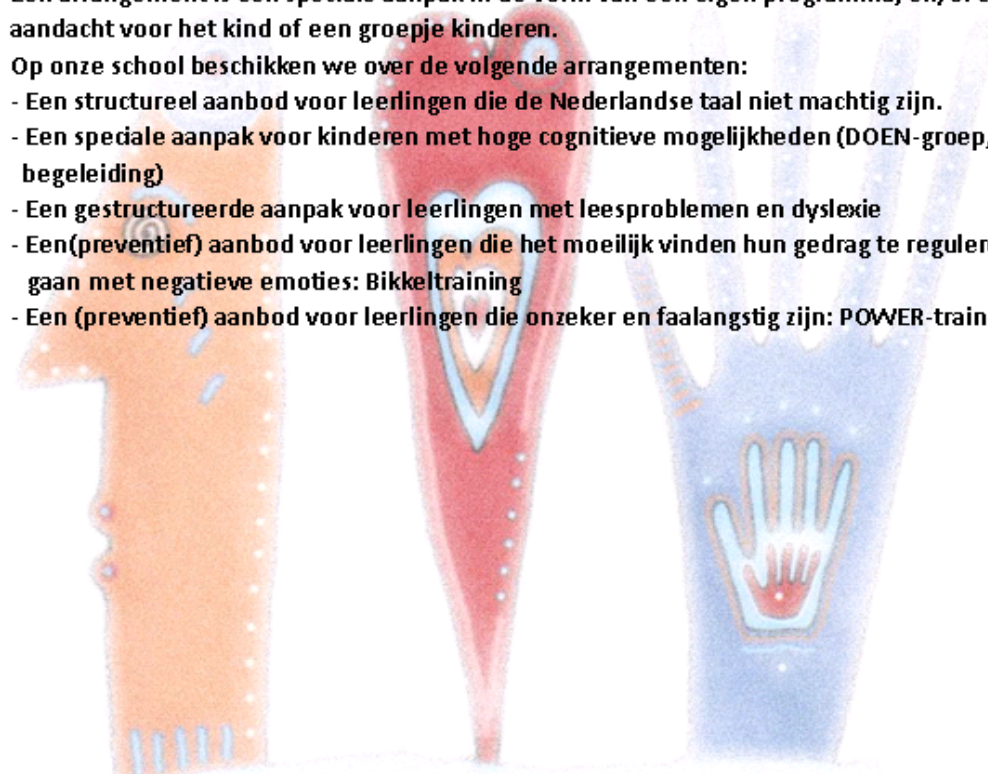 aandacht voor het kind of een groepje kinderen.
Op onze school beschikken we over de volgende arrangementen:
- Een structureel aanbod voor leerlingen die de Nederlandse taal niet machtig zijn.
- Een speciale aanpak voor kinderen met hoge cognitieve mogelijkheden (DOEN-groep,
begeleiding)
- Een gestructureerde aanpak voor leerlingen met leesproblemen en dyslexie
- Een(preventief) aanbod voor leerlingen die het moeilijk vinden hun gedrag te reguler
gaan met negatieve emoties: Bikkeltraining
- Een (preventief) aanbod voor leerlingen die onzeker en faalangstig zijn: POWER-train